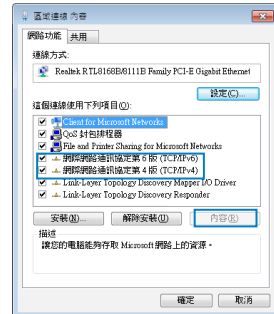 區域連線 內容
網路功能 共用
連線方式:
Realtek RTL8168B/8111B Family PCI-E Gigabit Ethernet
設定(C)...
這個連線使用下列項目(O):
Client for Microsoft Networks
QoS 封包排程器
File and Printer Sharing for Microsoft Networks
網際網路通訊協定第 6 版 (TCP/IPv6)
網際網路通訊協定第 4 版 (TCP/IPv4)
Link-Layer Topology Discovery Mapper I/O Driver
Link-Layer Topology Discovery Responder
安裝(N)... 解除安裝(U) 內容(R)
描述
讓您的電腦能夠存取 Microsoft 網路上的資源。
確定 取消